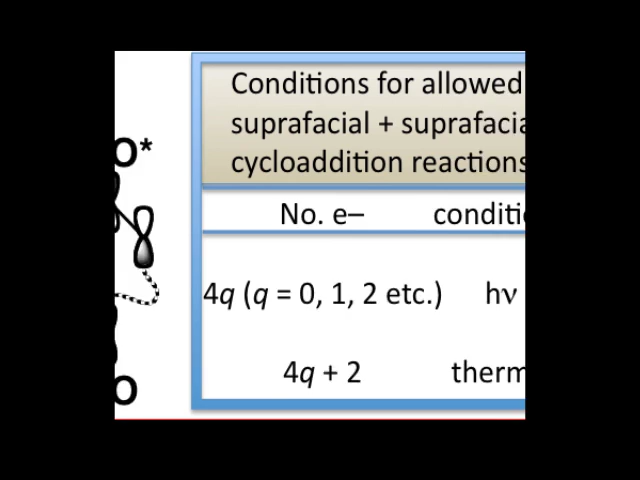 Conditions for allowed
suprafacial + suprafacia
cycloaddition reactions
O*
No. e– conditi
4q (q = 0, 1, 2 etc.) hν
4q + 2 therm
O